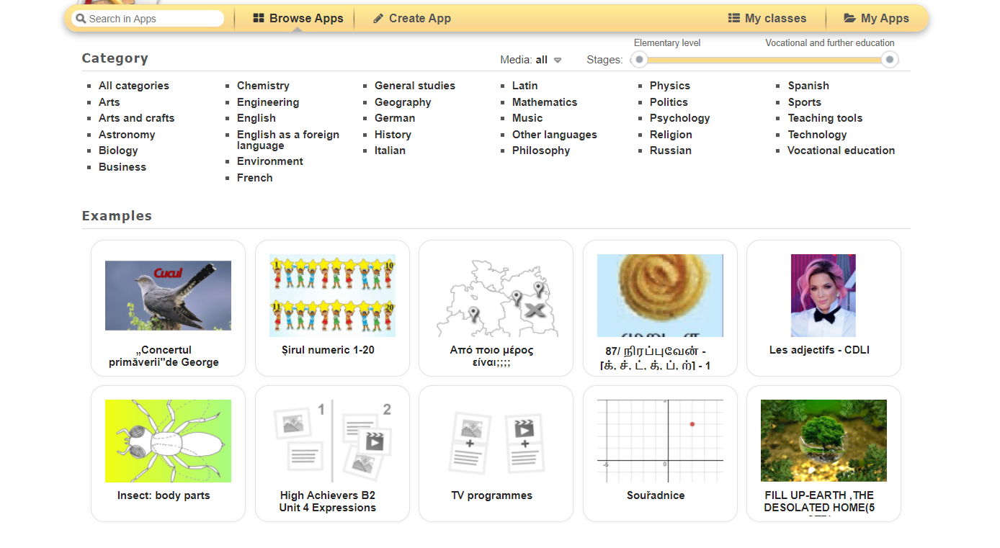 Search in Apps
Browse Apps
Create App
My classes
My Apps
Elementary level
Vocational and further education
Category
Media: all
Stages:
All categories
Arts
Arts and crafts
Astronomy
Biology
Business
Chemistry
Engineering
English
English as a foreign
language
Environment
French
General studies
Geography
German
History
Italian
Latin
Mathematics
Music
Other languages
Philosophy
Physics
Politics
Psychology
Religion
Russian
Spanish
Sports
Teaching tools
Technology
Vocational education
Examples
Cucul
„Concertul
primăverii"de George
1
10
11
20
Șirul numeric 1-20
Από ποιο μέρος
είναι;;;;
87/ நிரப்புவேன் -
[க், ச், ட், த், ப், ற்] - 1
Les adjectifs - CDLI
Insect: body parts
1
2
High Achievers B2
Unit 4 Expressions
TV programmes
-5
0
Souřadnice
FILL UP-EARTH ,THE
DESOLATED HOME(5